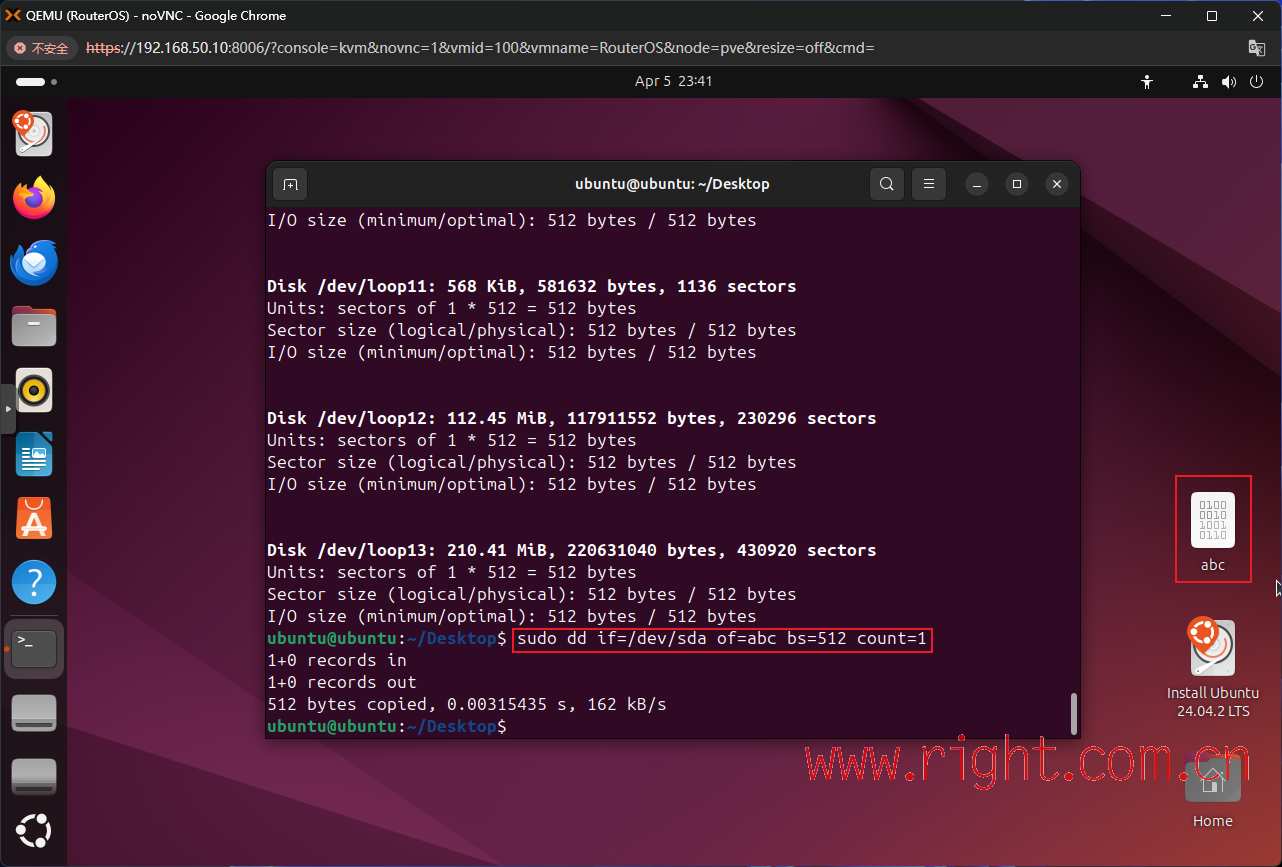 QEMU (RouterOS) - noVNC - Google Chrome
不安全 https://192.168.50.10:8006/?console=kvm&novnc=1&vmid=100&vmname=RouterOS&node=pve&resize=off&cmd=
Apr 5 23:41
ubuntu@ubuntu: ~/Desktop
I/O size (minimum/optimal): 512 bytes / 512 bytes
Disk /dev/loop11: 568 KiB, 581632 bytes, 1136 sectors
Units: sectors of 1 * 512 = 512 bytes
Sector size (logical/physical): 512 bytes / 512 bytes
I/O size (minimum/optimal): 512 bytes / 512 bytes
Disk /dev/loop12: 112.45 MiB, 117911552 bytes, 230296 sectors
Units: sectors of 1 * 512 = 512 bytes
Sector size (logical/physical): 512 bytes / 512 bytes
I/O size (minimum/optimal): 512 bytes / 512 bytes
Disk /dev/loop13: 210.41 MiB, 220631040 bytes, 430920 sectors
Units: sectors of 1 * 512 = 512 bytes
Sector size (logical/physical): 512 bytes / 512 bytes
I/O size (minimum/optimal): 512 bytes / 512 bytes
ubuntu@ubuntu:~/Desktop$ sudo dd if=/dev/sda of=abc bs=512 count=1
1+0 records in
1+0 records out
512 bytes copied, 0.00315435 s, 162 kB/s
ubuntu@ubuntu:~/Desktop$
0100
0010
1001
0110
abc
Install Ubuntu
24.04.2 LTS
www.right.com.cn
Home